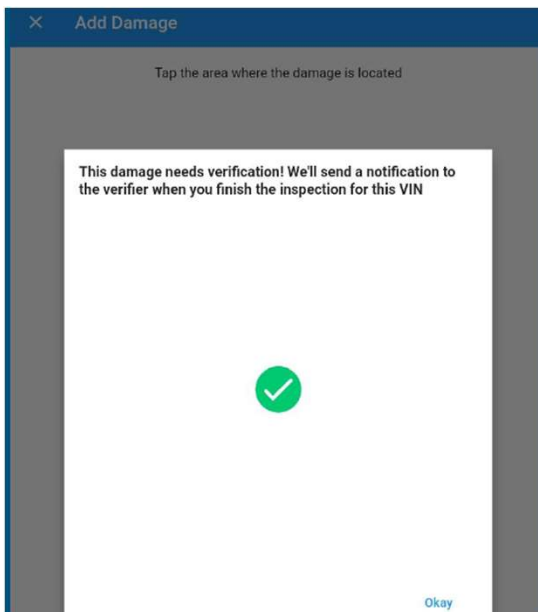 Add Damage
Tap the area where the damage is located
This damage needs verification! We'll send a notification to
the verifier when you finish the inspection for this VIN
Okay